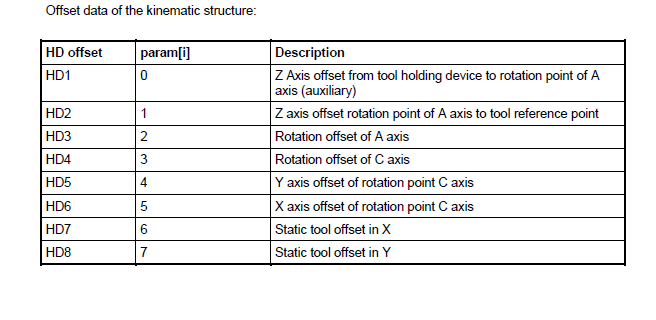 Offset data of the kinematic structure:
HD offset param[i] Description
HD1 0 Z Axis offset from tool holding device to rotation point of A
axis (auxiliary)
HD2 1 Z axis offset rotation point of A axis to tool reference point
HD3 2 Rotation offset of A axis
HD4 3 Rotation offset of C axis
HD5 4 Y axis offset of rotation point C axis
HD6 5 X axis offset of rotation point C axis
HD7 6 Static tool offset in X
HD8 7 Static tool offset in Y